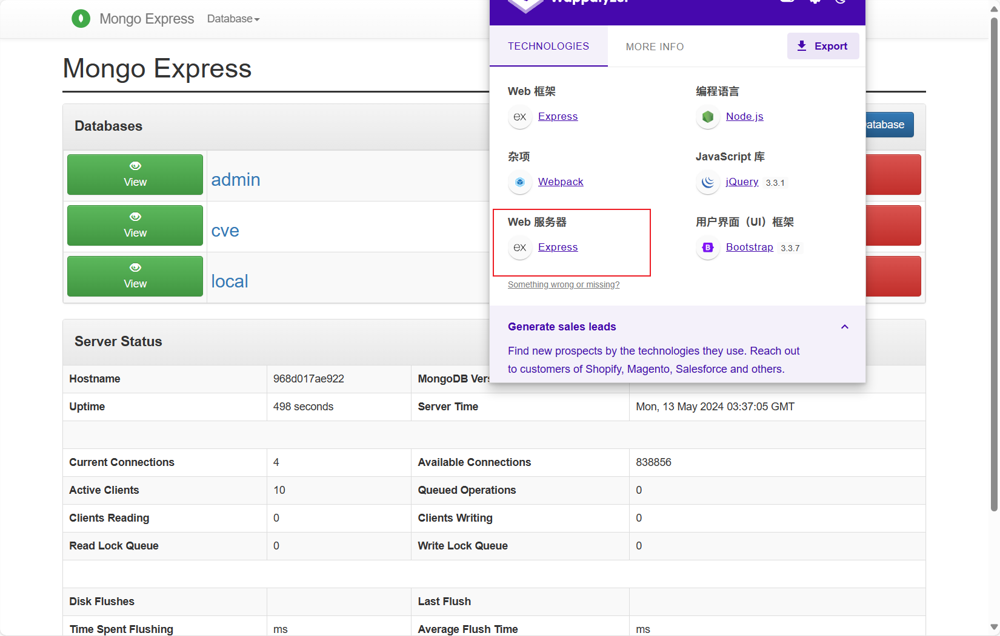 Mongo Express
Database
Mongo Express
Databases
View
admin
View
cve
View
local
TECHNOLOGIES
MORE INFO
Export
Web 框架
Express
编程语言
Node.js
杂项
Webpack
JavaScript 库
jQuery 3.3.1
Web 服务器
Express
用户界面（UI）框架
Bootstrap 3.3.7
Something wrong or missing?
Generate sales leads
Find new prospects by the technologies they use. Reach out
to customers of Shopify, Magento, Salesforce and others.
Server Status
Hostname 968d017ae922 MongoDB
Uptime 498 seconds Server Time Mon, 13 May 2024 03:37:05 GMT
Current Connections 4 Available Connections 838856
Active Clients 10 Queued Operations 0
Clients Reading 0 Clients Writing 0
Read Lock Queue 0 Write Lock Queue 0
Disk Flushes Last Flush
Time Spent Flushing ms Average Flush Time ms